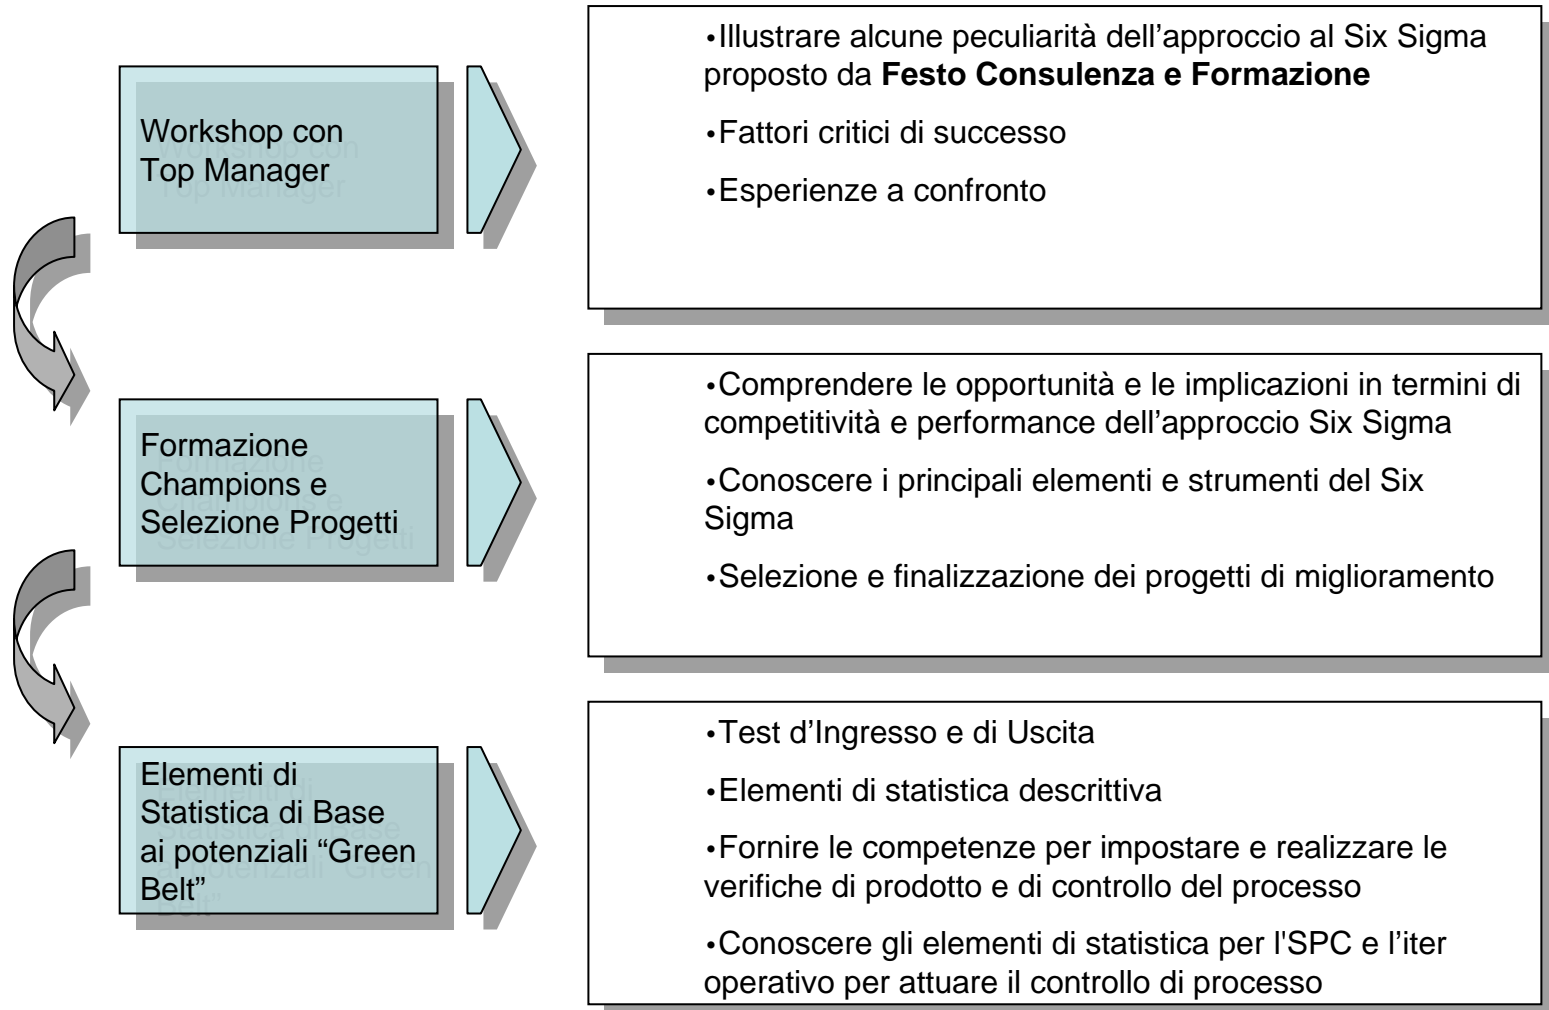 Workshop con
Top Manager
•Illustrare alcune peculiarità dell’approccio al Six Sigma
proposto da Festo Consulenza e Formazione
•Fattori critici di successo
•Esperienze a confronto
Formazione
Champions e
Selezione Progetti
•Comprendere le opportunità e le implicazioni in termini di
competitività e performance dell’approccio Six Sigma
•Conoscere i principali elementi e strumenti del Six
Sigma
•Selezione e finalizzazione dei progetti di miglioramento
Elementi di
Statistica di Base
ai potenziali “Green
Belt”
•Test d’Ingresso e di Uscita
•Elementi di statistica descrittiva
•Fornire le competenze per impostare e realizzare le
verifiche di prodotto e di controllo del processo
•Conoscere gli elementi di statistica per l'SPC e l’iter
operativo per attuare il controllo di processo